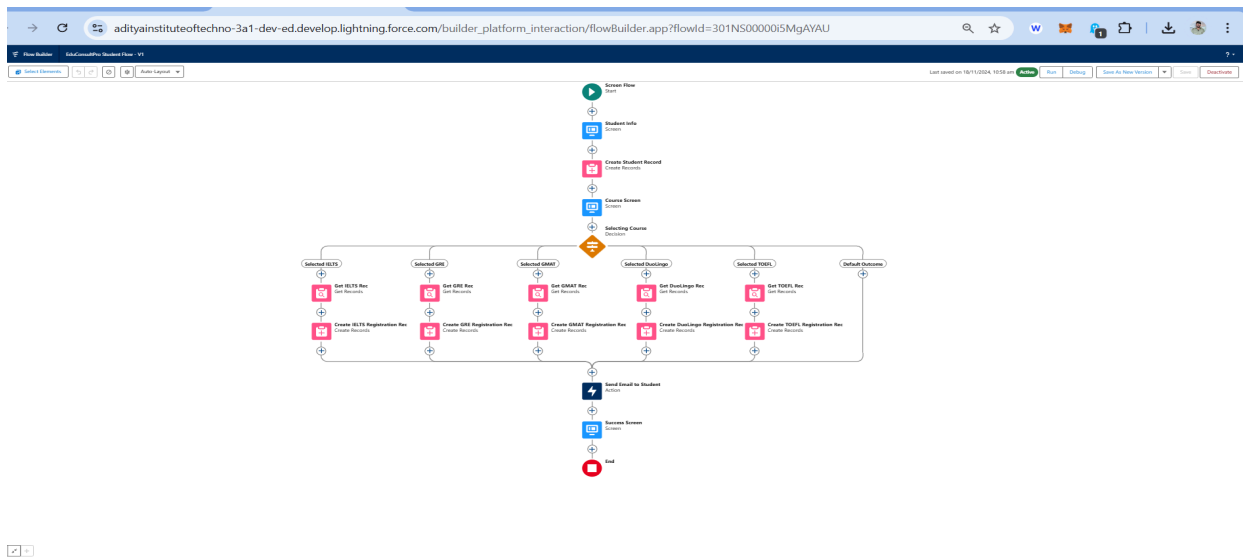 adityainstituteoftechno-3a1-dev-ed.develop.lightning.force.com/builder_platform_interaction/flowBuilder.app?flowId=301NS00000i5MgAYAU
W
1
Flow Builder EduConsultPro Student Flow - V1 ?
Select Elements Auto-Layout Last saved on 18/11/2024, 10:58 am Active Run Debug Save As New Version Save Deactivate
Screen Flow
Start
Student Info
Screen
Create Student Record
Create Records
Course Screen
Screen
Selecting Course
Decision
Selected IELTS Selected GRE Selected GMAT Selected DuoLingo Selected TOEFL Default Outcome
Get IELTS Rec Get GRE Rec Get GMAT Rec Get DuoLingo Rec Get TOEFL Rec
Get Records Get Records Get Records Get Records Get Records
Create IELTS Registration Rec Create GRE Registration Rec Create GMAT Registration Rec Create DuoLingo Registration Rec Create TOEFL Registration Rec
Create Records Create Records Create Records Create Records Create Records
Send Email to Student
Action
Success Screen
Screen
End